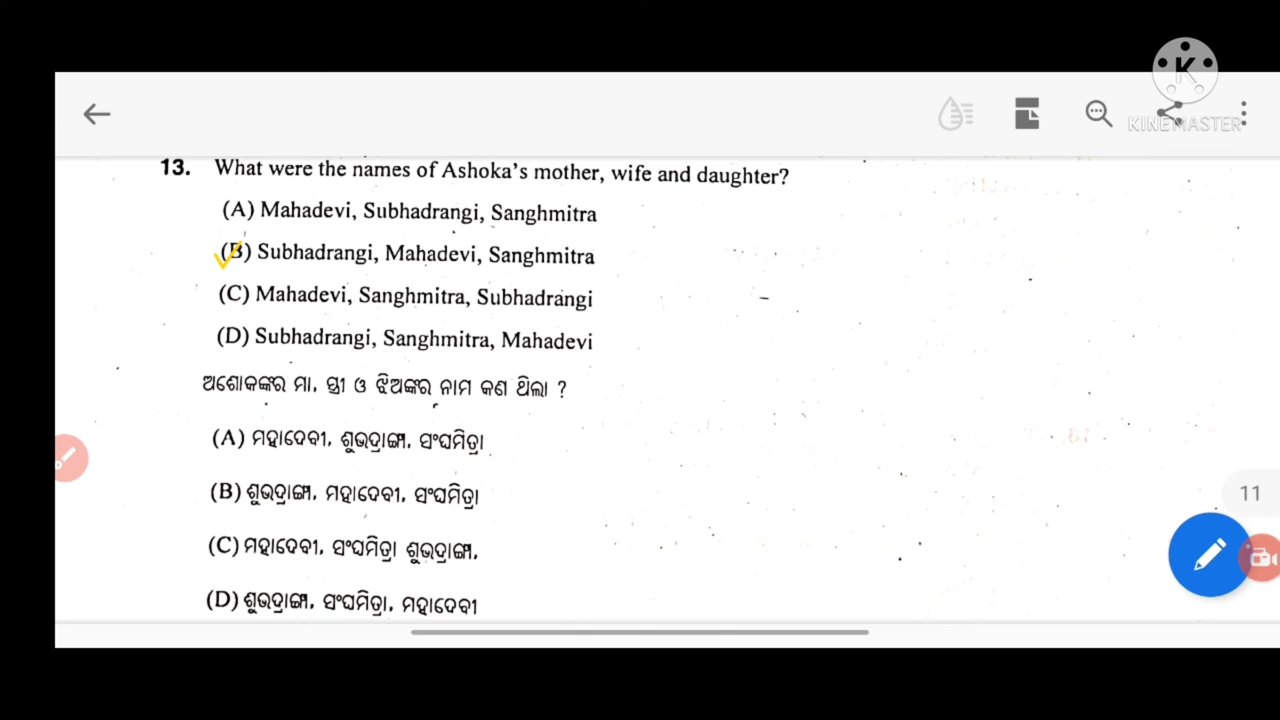 KINEMASTER
13. What were the names of Ashoka's mother, wife and daughter?
(A) Mahadevi, Subhadrangi, Sanghmitra
(B) Subhadrangi, Mahadevi, Sanghmitra
(C) Mahadevi, Sanghmitra, Subhadrangi
(D) Subhadrangi, Sanghmitra, Mahadevi
ଅଶୋକଙ୍କର ମା, ସ୍ତ୍ରୀ ଓ ଝିଅଙ୍କର ନାମ କଣ ଥିଲା ?
(A) ମହାଦେବୀ, ଶୁଭଦ୍ରାଙ୍ଗୀ, ସଂଘମିତ୍ରା
(B) ଶୁଭଦ୍ରାଙ୍ଗୀ, ମହାଦେବୀ, ସଂଘମିତ୍ରା
(C) ମହାଦେବୀ, ସଂଘମିତ୍ରା ଶୁଭଦ୍ରାଙ୍ଗୀ,
(D) ଶୁଭଦ୍ରାଙ୍ଗୀ, ସଂଘମିତ୍ରା, ମହାଦେବୀ
11